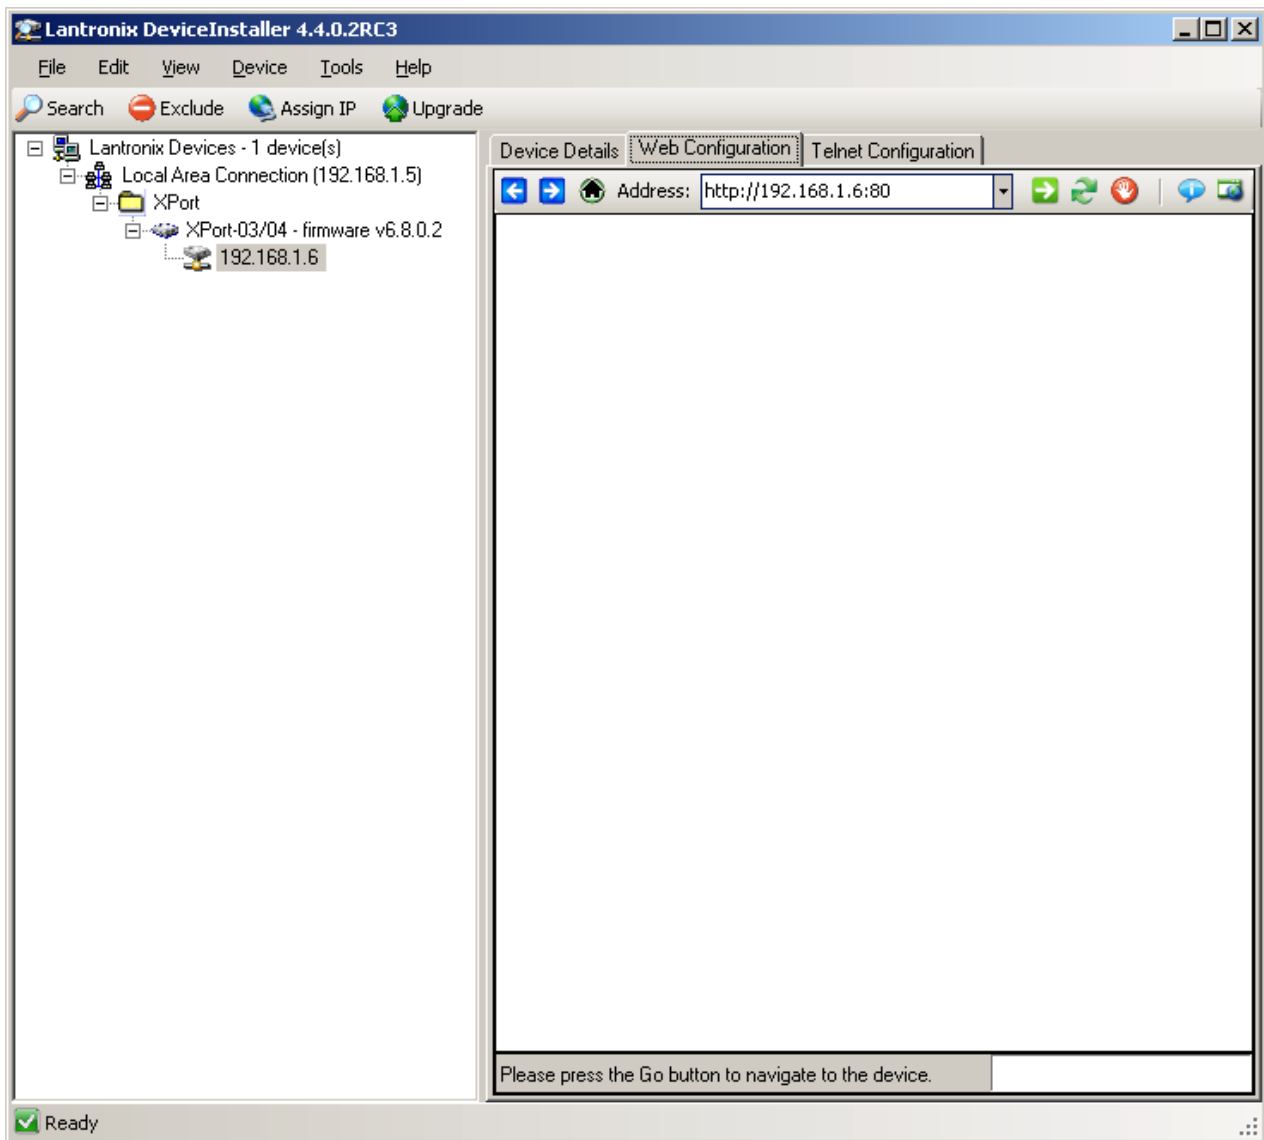 Lantronix DeviceInstaller 4.4.0.2RC3
File Edit View Device Tools Help
Search Exclude Assign IP Upgrade
Lantronix Devices - 1 device(s)
Local Area Connection (192.168.1.5)
XPort
XPort-03/04 - firmware v6.8.0.2
192.168.1.6
Device Details Web Configuration Telnet Configuration
Address: http://192.168.1.6:80
Please press the Go button to navigate to the device.
Ready